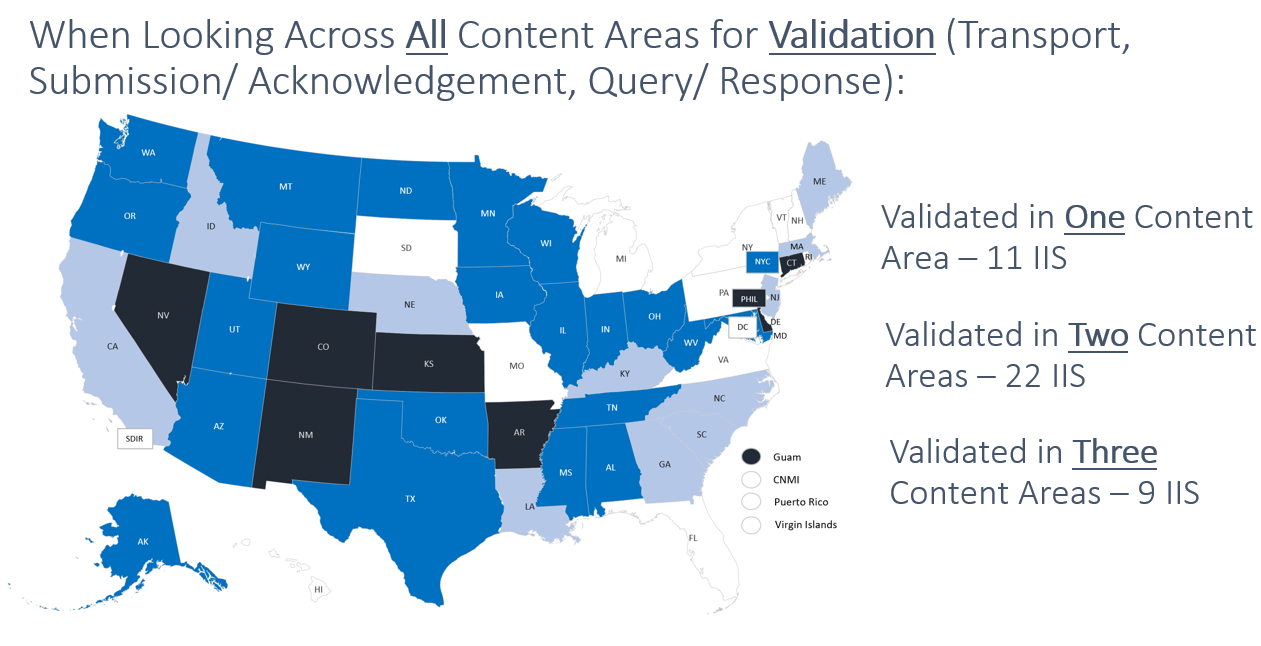 When Looking Across All Content Areas for Validation (Transport,
Submission/ Acknowledgement, Query/ Response):
WA
MT
ND
MN
OR
ID
SD
WI
MI
WY
NE
IA
NV
UT
CO
KS
MO
IL
IN
OH
WV
KY
VA
CA
AZ
NM
OK
AR
TN
NC
SC
MS
AL
GA
TX
LA
FL
SDIR
AK
HI
ME
VT
NH
NY
MA
NYC
CT
RI
PA
PHIL
NJ
DC
DE
MD
Guam
CNMI
Puerto Rico
Virgin Islands
Validated in One Content
Area – 11 IIS
Validated in Two Content
Areas – 22 IIS
Validated in Three
Content Areas – 9 IIS